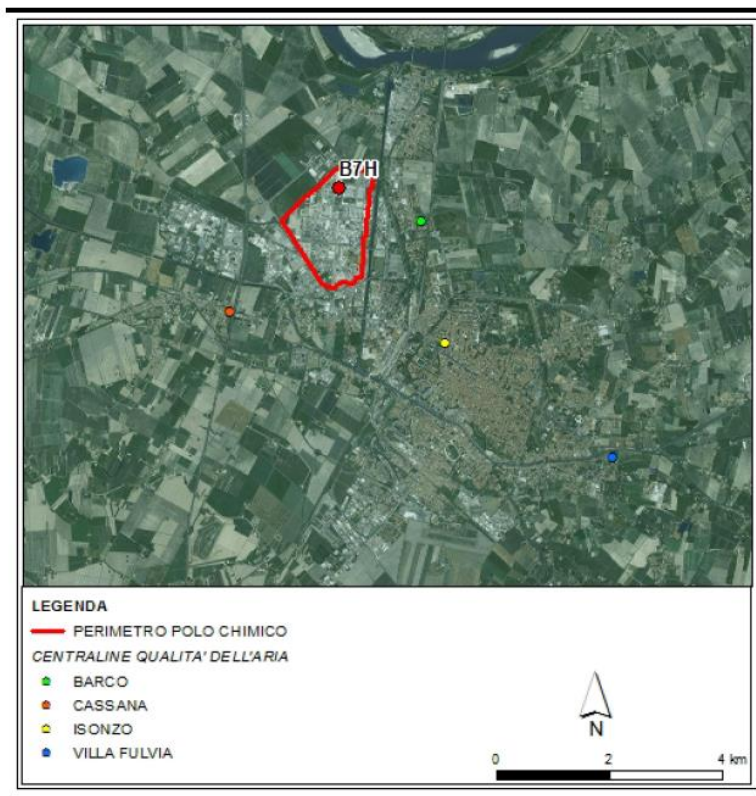 B7H
LEGENDA
PERIMETRO POLO CHIMICO
CENTRALINE QUALITA' DELL'ARIA
BARCO
CASSANA
ISONZO
VILLA FULVIA
N
0 2 4 km